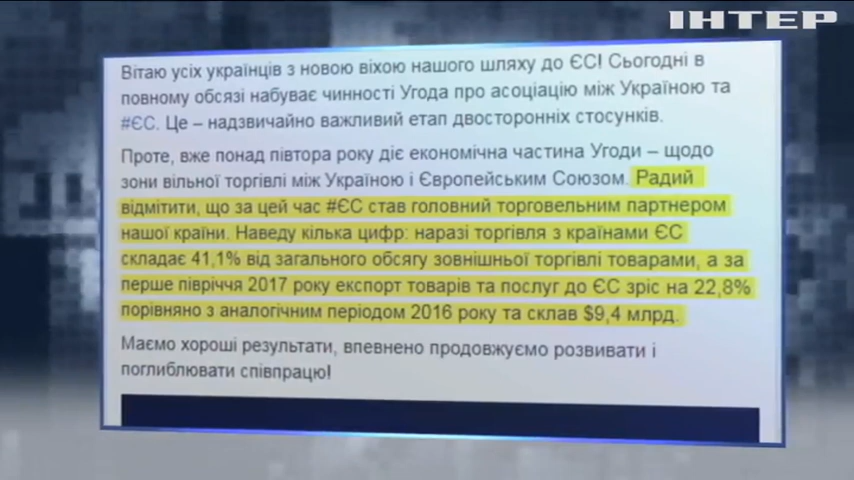 ІНТЕР
Вітаю усіх українців з новою віхою нашого шляху до ЄС! Сьогодні в
повному обсязі набуває чинності Угода про асоціацію між Україною та
#ЄС. Це – надзвичайно важливий етап двосторонніх стосунків.
Проте, вже понад півтора року діє економічна частина Угоди – щодо
зони вільної торгівлі між Україною і Європейським Союзом. Радий
відмітити, що за цей час #ЄС став головний торговельним партнером
нашої країни. Наведу кілька цифр: наразі торгівля з країнами ЄС
складає 41,1% від загального обсягу зовнішньої торгівлі товарами, а за
перше півріччя 2017 року експорт товарів та послуг до ЄС зріс на 22,8%
порівняно з аналогічним періодом 2016 року та склав $9,4 млрд.
Маємо хороші результати, впевнено продовжуємо розвивати і
поглиблювати співпрацю!